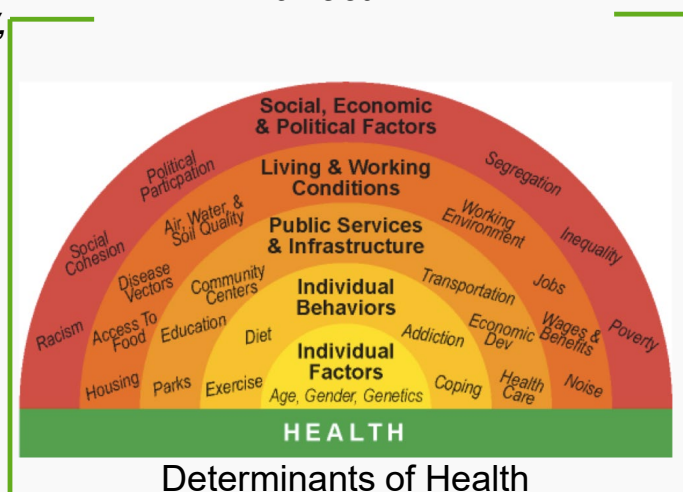 Social, Economic
& Political Factors
Political
Particpation
Segregation
Social
Cohesion
Inequality
Racism
Poverty
Living & Working
Conditions
Air, Water, &
Soil Quality
Working
Environment
Disease
Vectors
Jobs
Access To
Food
Wages &
Benefits
Housing
Noise
Public Services
& Infrastructure
Community
Centers
Transportation
Education
Economic
Dev
Parks
Health
Care
Individual
Behaviors
Diet
Addiction
Exercise
Coping
Individual
Factors
Age, Gender, Genetics
HEALTH
Determinants of Health